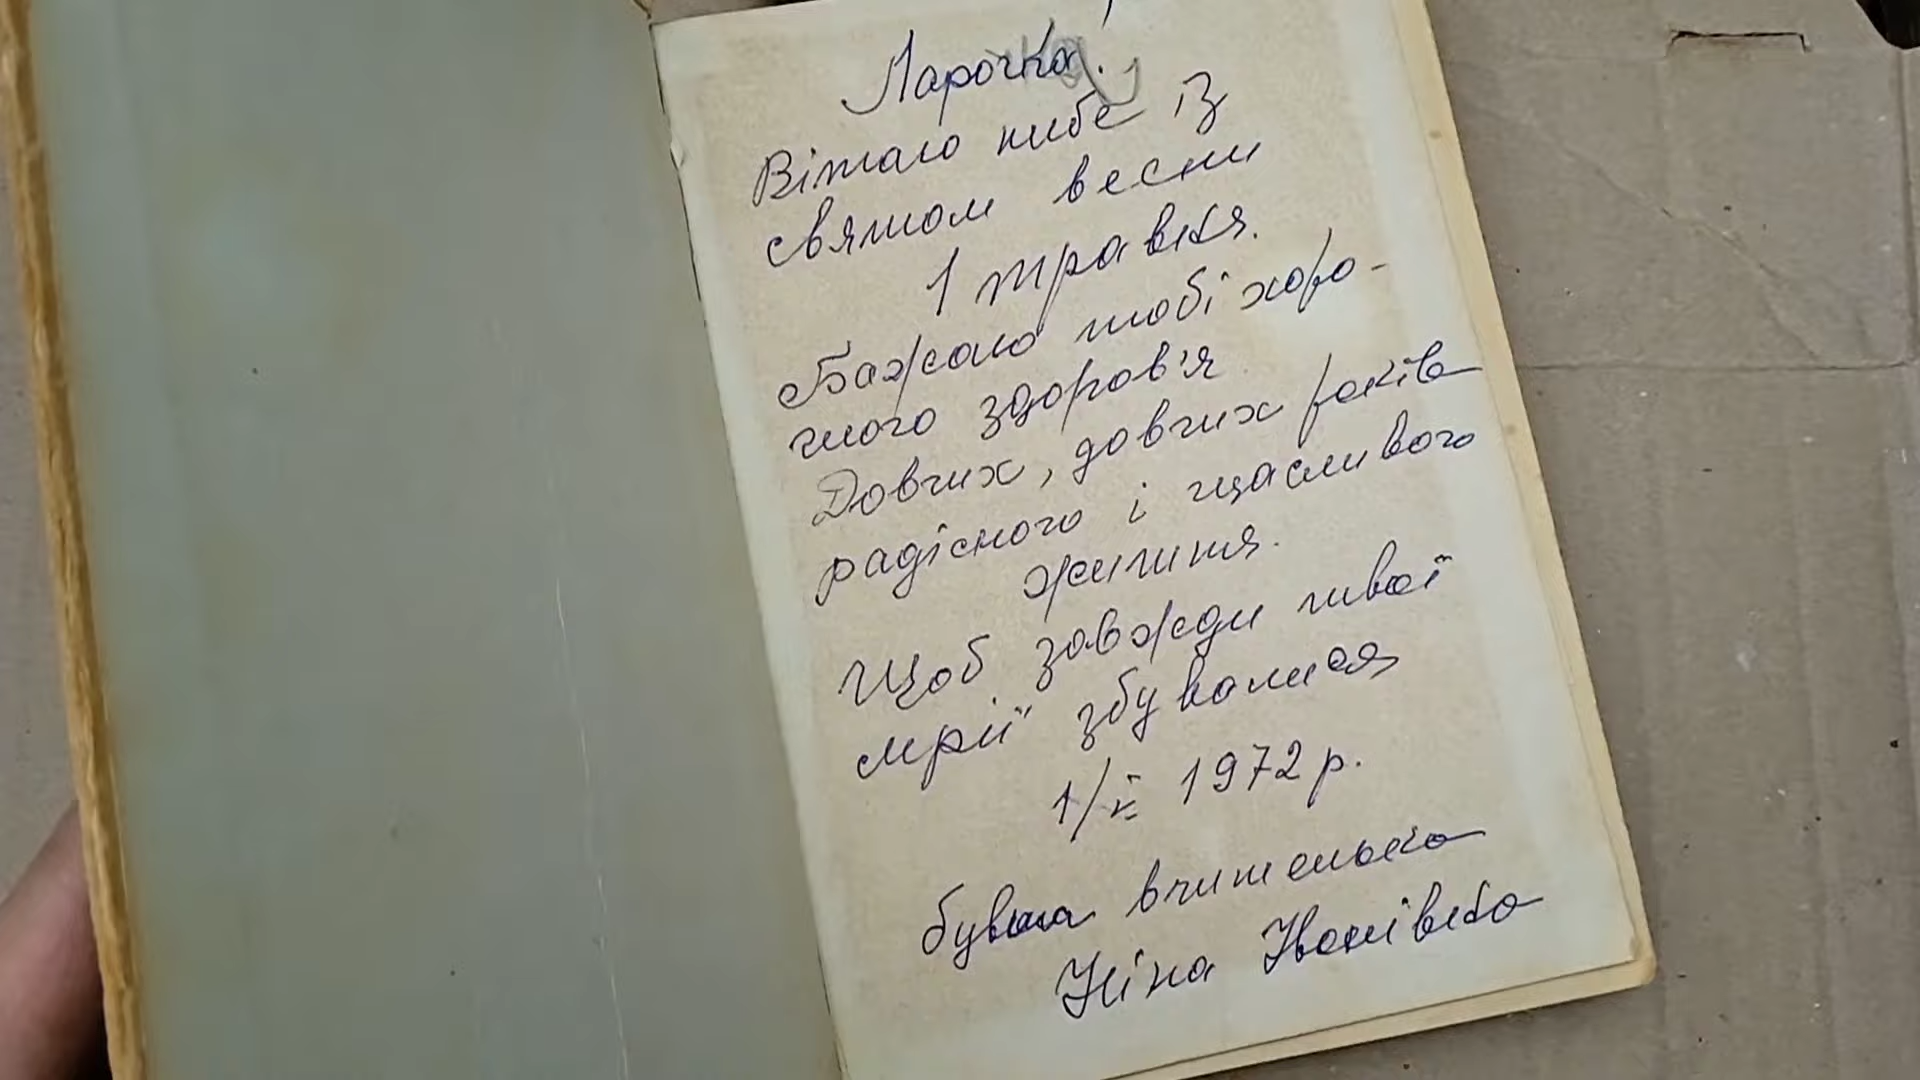 Ларочка!
Вітаю тебе із
святом весни
1 травня.
Бажаю тобі хоро-
шого здоров'я
Довгих, довгих років
радісного і щасливого
життя.
Щоб завжди твої
мрії збувалися
1/V 1972 р.
бувша вчителька
Ніна Іванівна